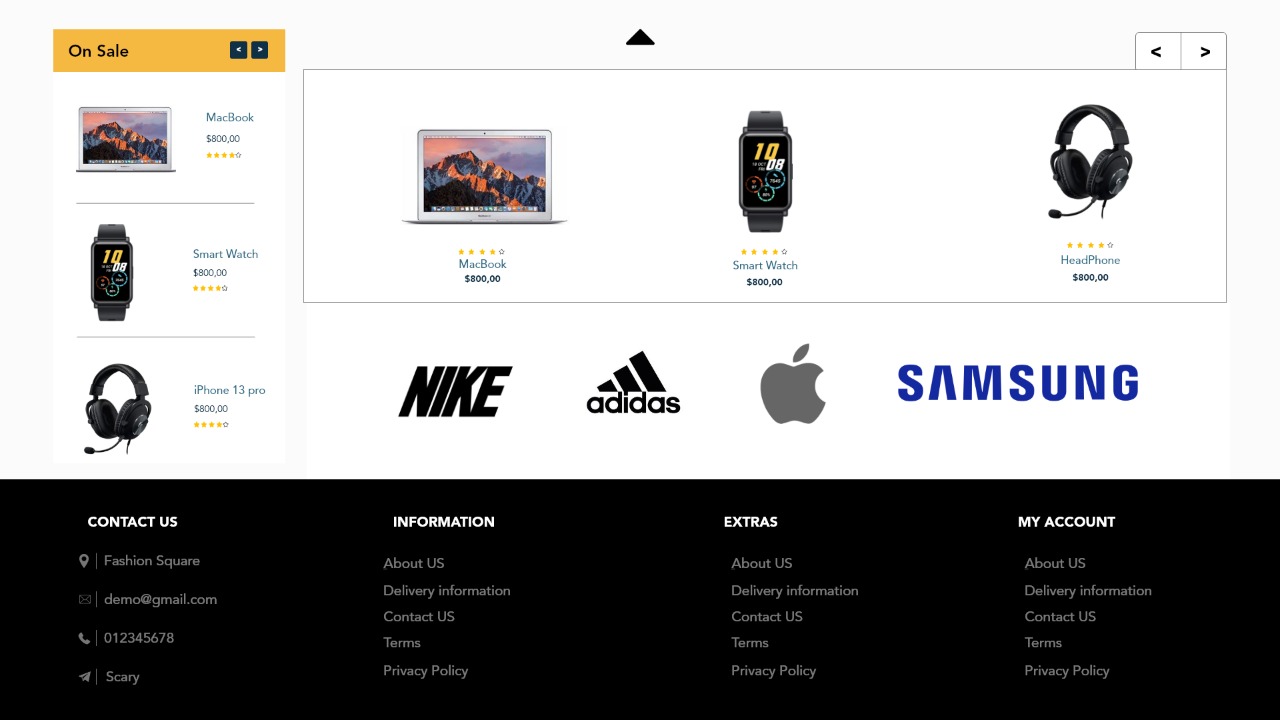 On Sale
< >
< >
MacBook
$800,00
Smart Watch
$800,00
iPhone 13 pro
$800,00
MacBook
$800,00
10
08
Smart Watch
$800,00
HeadPhone
$800,00
NIKE
adidas
SAMSUNG
CONTACT US
Fashion Square
demo@gmail.com
012345678
Scary
INFORMATION
About US
Delivery information
Contact US
Terms
Privacy Policy
EXTRAS
About US
Delivery information
Contact US
Terms
Privacy Policy
MY ACCOUNT
About US
Delivery information
Contact US
Terms
Privacy Policy